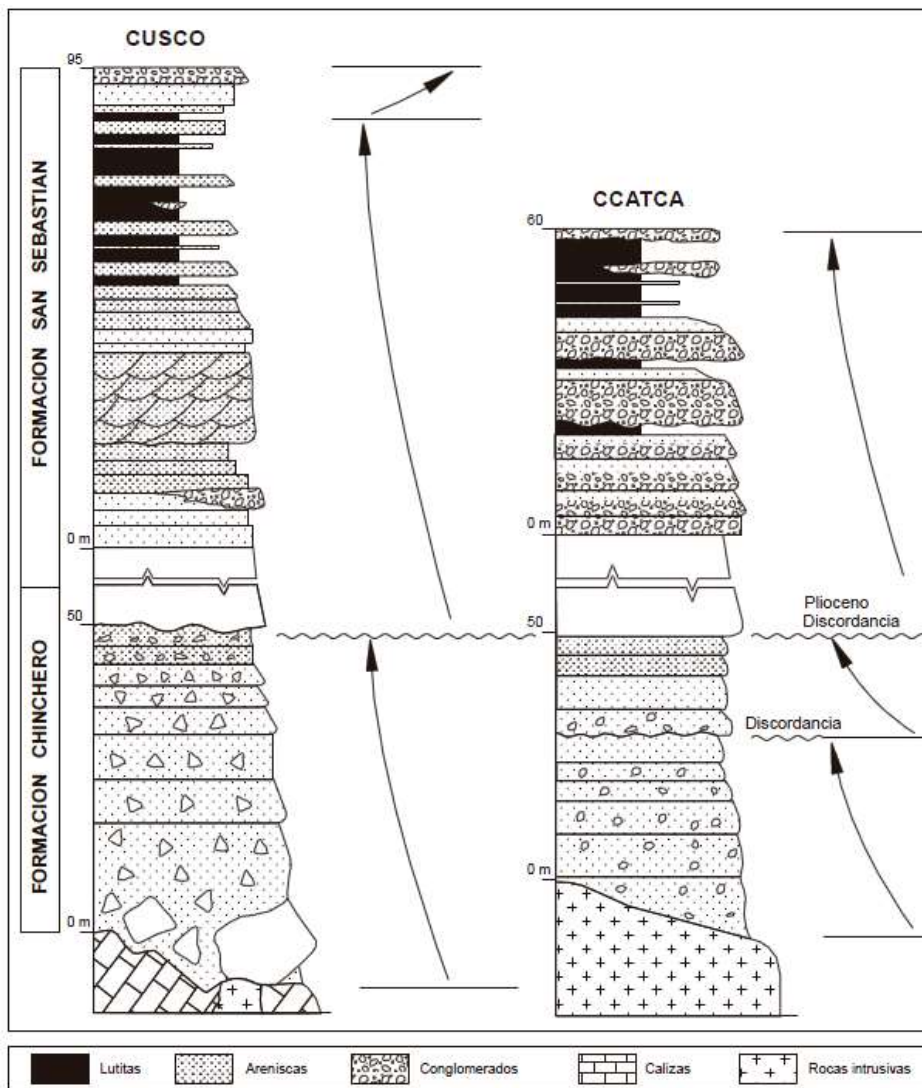 CUSCO
95
FORMACION SAN SEBASTIAN
0 m
50
FORMACION CHINCHERO
0 m
CCATCA
60
0 m
50
Plioceno
Discordancia
Discordancia
0 m
Lutitas
Areniscas
Conglomerados
Calizas
Rocas intrusivas